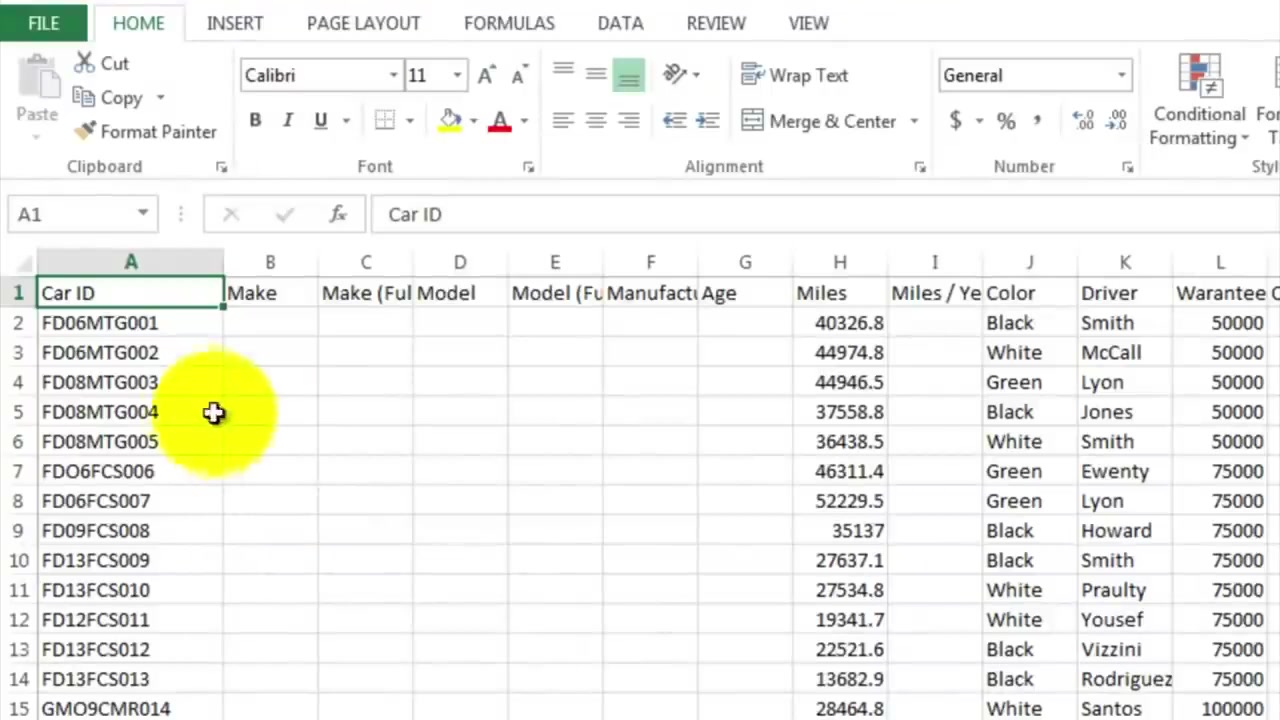 FILE HOME INSERT PAGE LAYOUT FORMULAS DATA REVIEW VIEW
Cut
Copy
Paste
Format Painter
Calibri 11 A A
B I U A
Wrap Text
Merge & Center
General
$ % ,
Conditional
Formatting
Clipboard Font Alignment Number Styl
A1 fx Car ID
A B C D E F G H I J K L
1 Car ID Make Make (Ful Model Model (Fu Manufactu Age Miles Miles / Ye Color Driver Warantee C
2 FD06MTG001 40326.8 Black Smith 50000
3 FD06MTG002 44974.8 White McCall 50000
4 FD08MTG003 44946.5 Green Lyon 50000
5 FD08MTG004 37558.8 Black Jones 50000
6 FD08MTG005 36438.5 White Smith 50000
7 FDO6FCS006 46311.4 Green Ewenty 75000
8 FD06FCS007 52229.5 Green Lyon 75000
9 FD09FCS008 35137 Black Howard 75000
10 FD13FCS009 27637.1 Black Smith 75000
11 FD13FCS010 27534.8 White Praulty 75000
12 FD12FCS011 19341.7 White Yousef 75000
13 FD13FCS012 22521.6 Black Vizzini 75000
14 FD13FCS013 13682.9 Black Rodriguez 75000
15 GMO9CMR014 28464.8 White Santos 100000